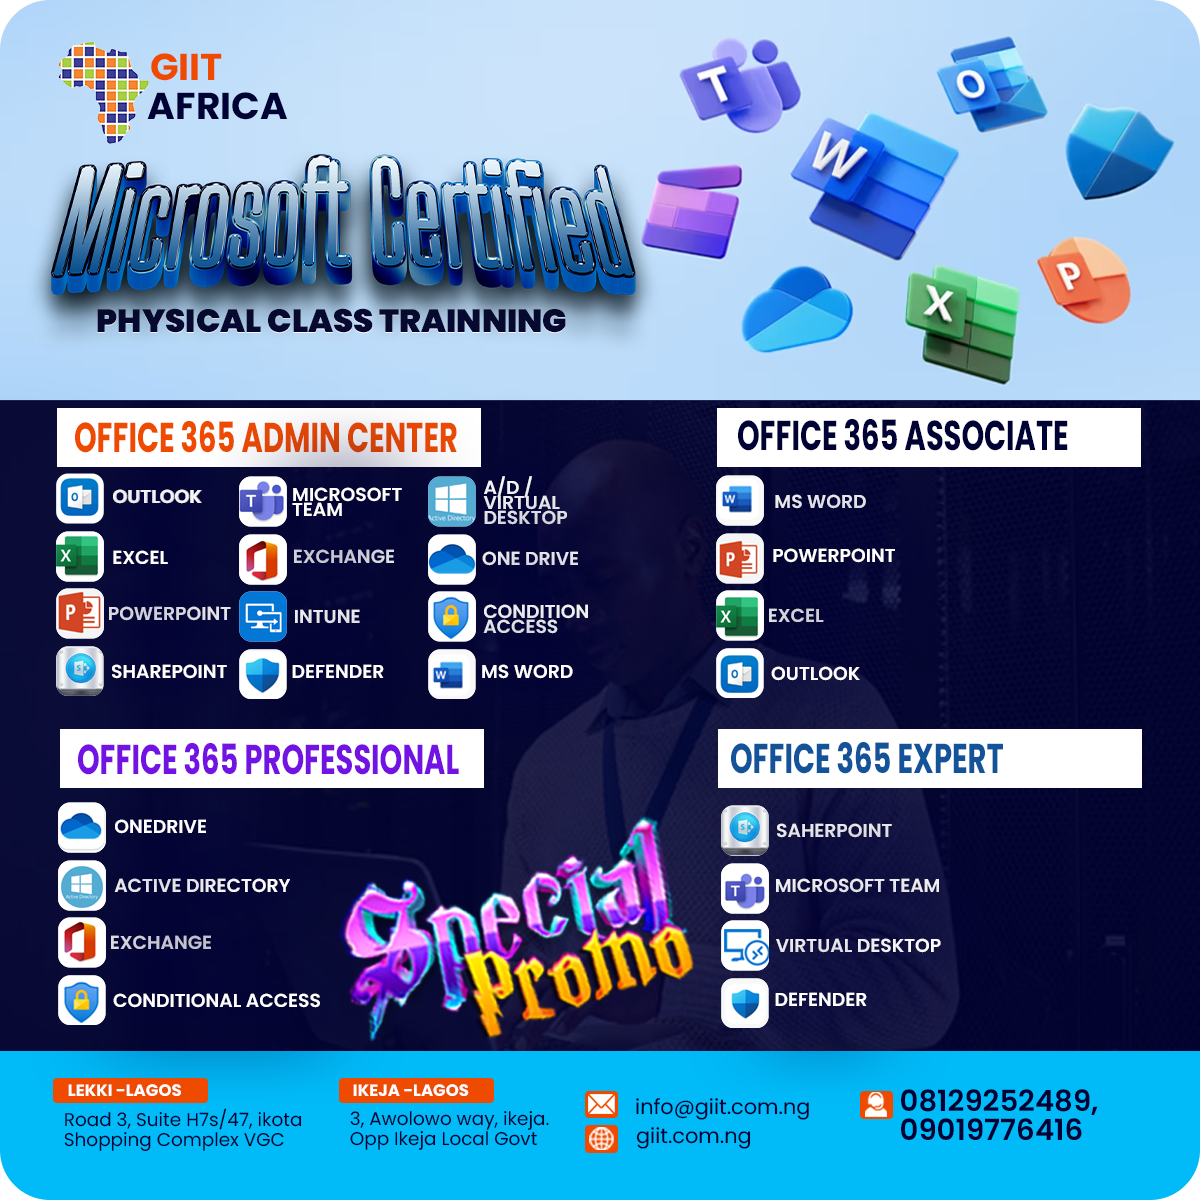 GIIT
AFRICA
Microsoft Certified
PHYSICAL CLASS TRAINNING
T
O
W
X
P
OFFICE 365 ADMIN CENTER
OUTLOOK
EXCEL
POWERPOINT
SHAREPOINT
MICROSOFT
TEAM
EXCHANGE
INTUNE
DEFENDER
A/D /
VIRTUAL
DESKTOP
Active Directory
ONE DRIVE
CONDITION
ACCESS
MS WORD
OFFICE 365 ASSOCIATE
MS WORD
POWERPOINT
EXCEL
OUTLOOK
OFFICE 365 PROFESSIONAL
ONEDRIVE
ACTIVE DIRECTORY
Active Directory
EXCHANGE
CONDITIONAL ACCESS
Special
Promo
OFFICE 365 EXPERT
SAHERPOINT
MICROSOFT TEAM
VIRTUAL DESKTOP
DEFENDER
LEKKI -LAGOS
Road 3, Suite H7s/47, ikota
Shopping Complex VGC
IKEJA -LAGOS
3, Awolowo way, ikeja.
Opp Ikeja Local Govt
info@giit.com.ng
giit.com.ng
08129252489,
09019776416